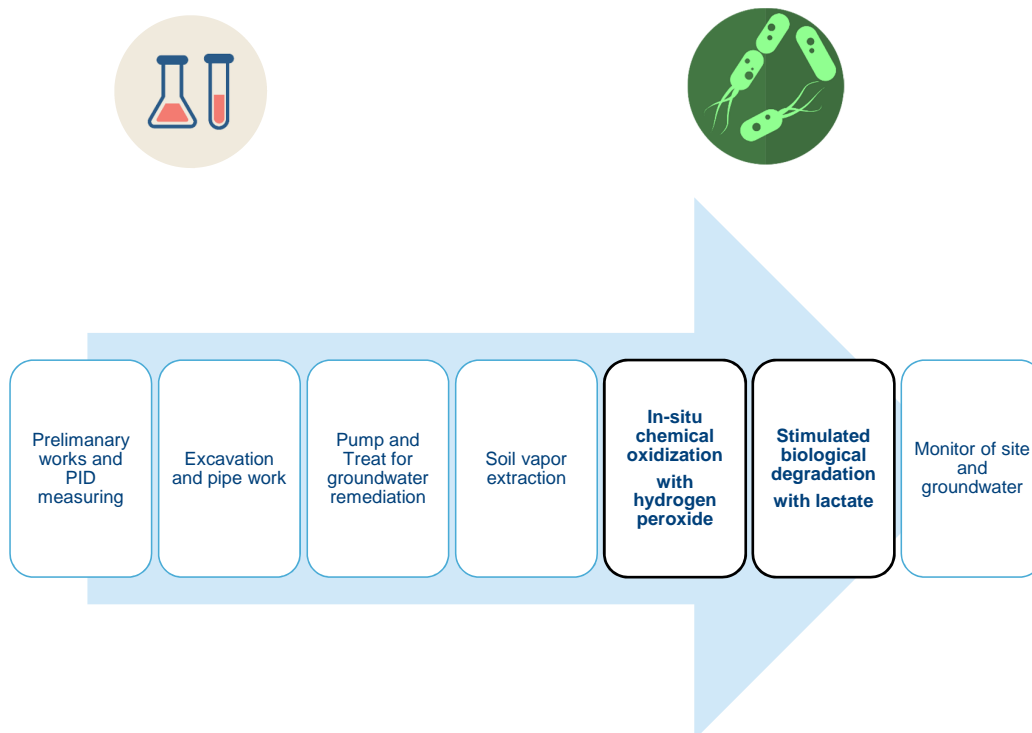 Prelimanary
works and
PID
measuring
Excavation
and pipe work
Pump and
Treat for
groundwater
remediation
Soil vapor
extraction
In-situ
chemical
oxidization
with
hydrogen
peroxide
Stimulated
biological
degradation
with lactate
Monitor of site
and
groundwater